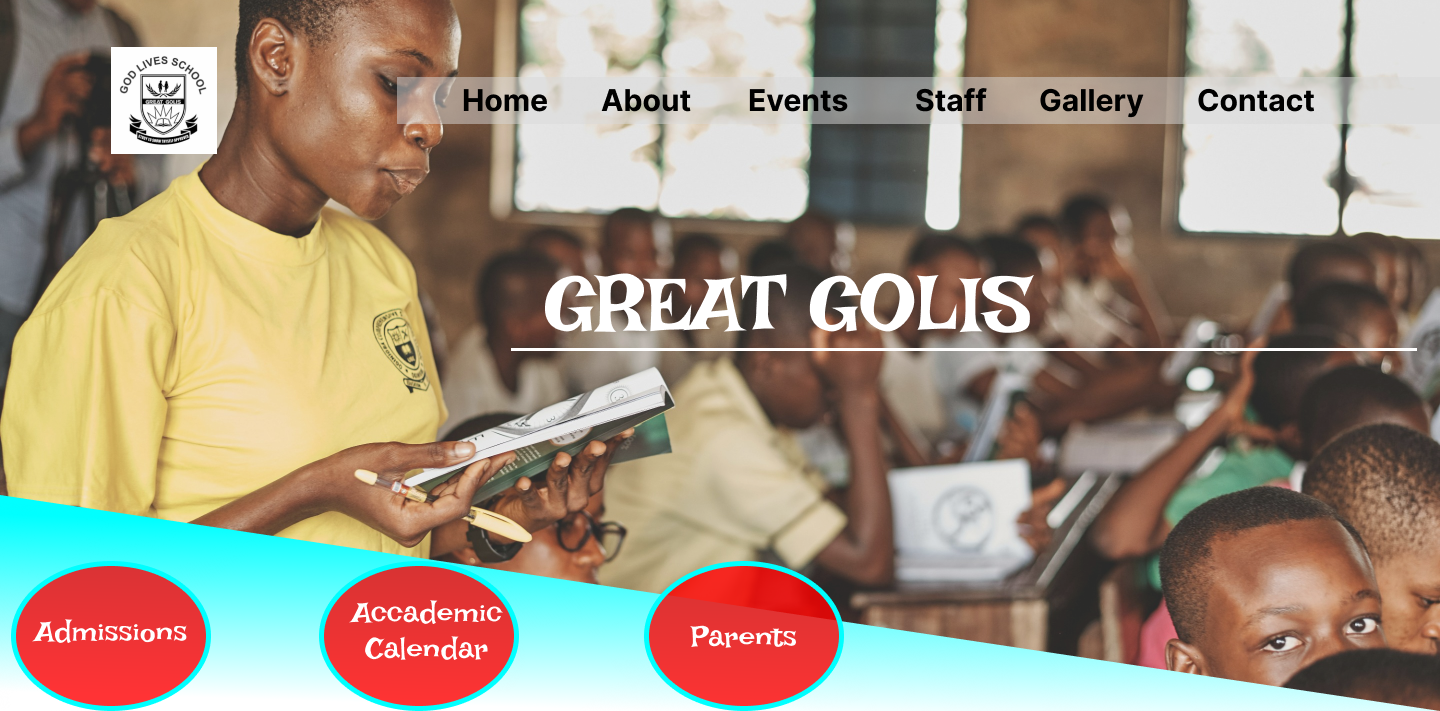 GOD LIVES SCHOOL
GREAT GOLIS
Home About Events Staff Gallery Contact
GREAT GOLIS
Admissions
Accademic
Calendar
Parents